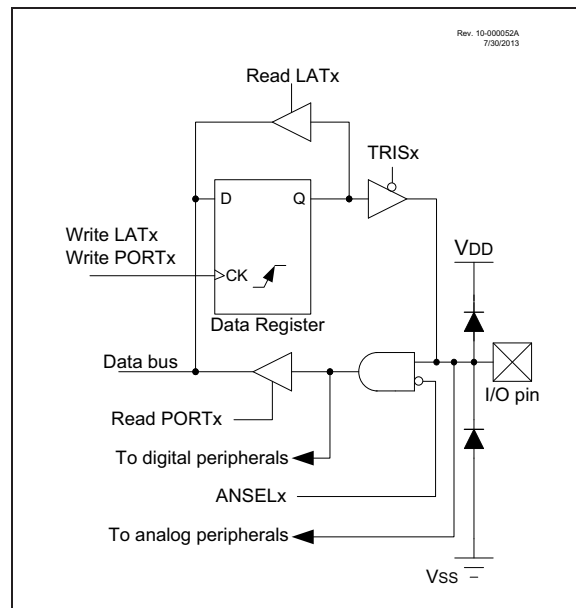 Rev. 10-000052A
7/30/2013
Read LATx
TRISx
D Q
Write LATx
Write PORTx
CK
VDD
Data Register
Data bus
I/O pin
Read PORTx
To digital peripherals
ANSELx
To analog peripherals
VSS